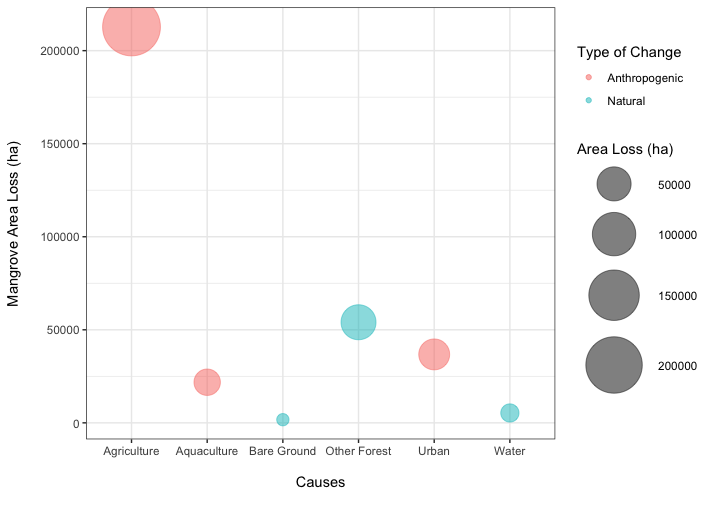 Mangrove Area Loss (ha)
200000
150000
100000
50000
0
Agriculture Aquaculture Bare Ground Other Forest Urban Water
Causes
Type of Change
Anthropogenic
Natural
Area Loss (ha)
50000
100000
150000
200000